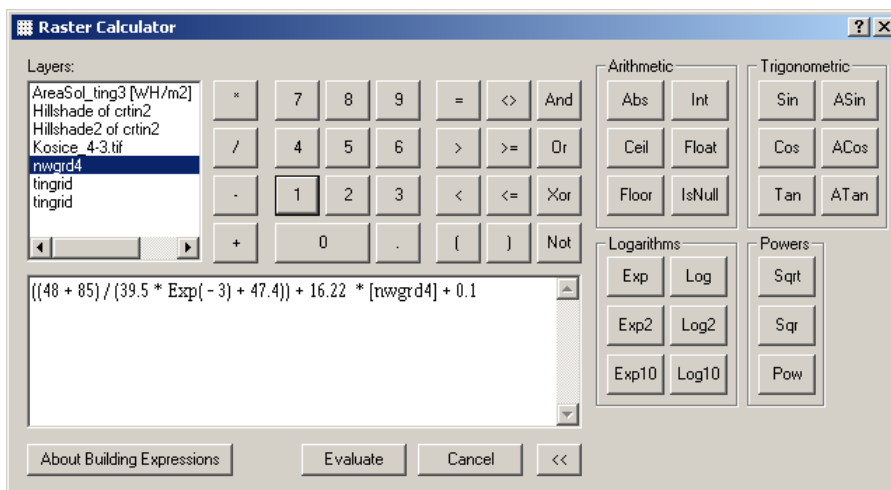 Raster Calculator
? X
Layers:
AreaSol_ting3 [WH/m2]
Hillshade of crtin2
Hillshade2 of crtin2
Kosice_4-3.tif
nwgrd4
tingrid
tingrid
* 7 8 9 = <> And
/ 4 5 6 > >= Or
- 1 2 3 < <= Xor
+ 0 . ( ) Not
Arithmetic
Abs Int
Ceil Float
Floor IsNull
Trigonometric
Sin ASin
Cos ACos
Tan ATan
Logarithms
Exp Log
Exp2 Log2
Exp10 Log10
Powers
Sqrt
Sqr
Pow
((48 + 85) / (39.5 * Exp( - 3) + 47.4)) + 16.22 * [nwgrd4] + 0.1
About Building Expressions Evaluate Cancel <<